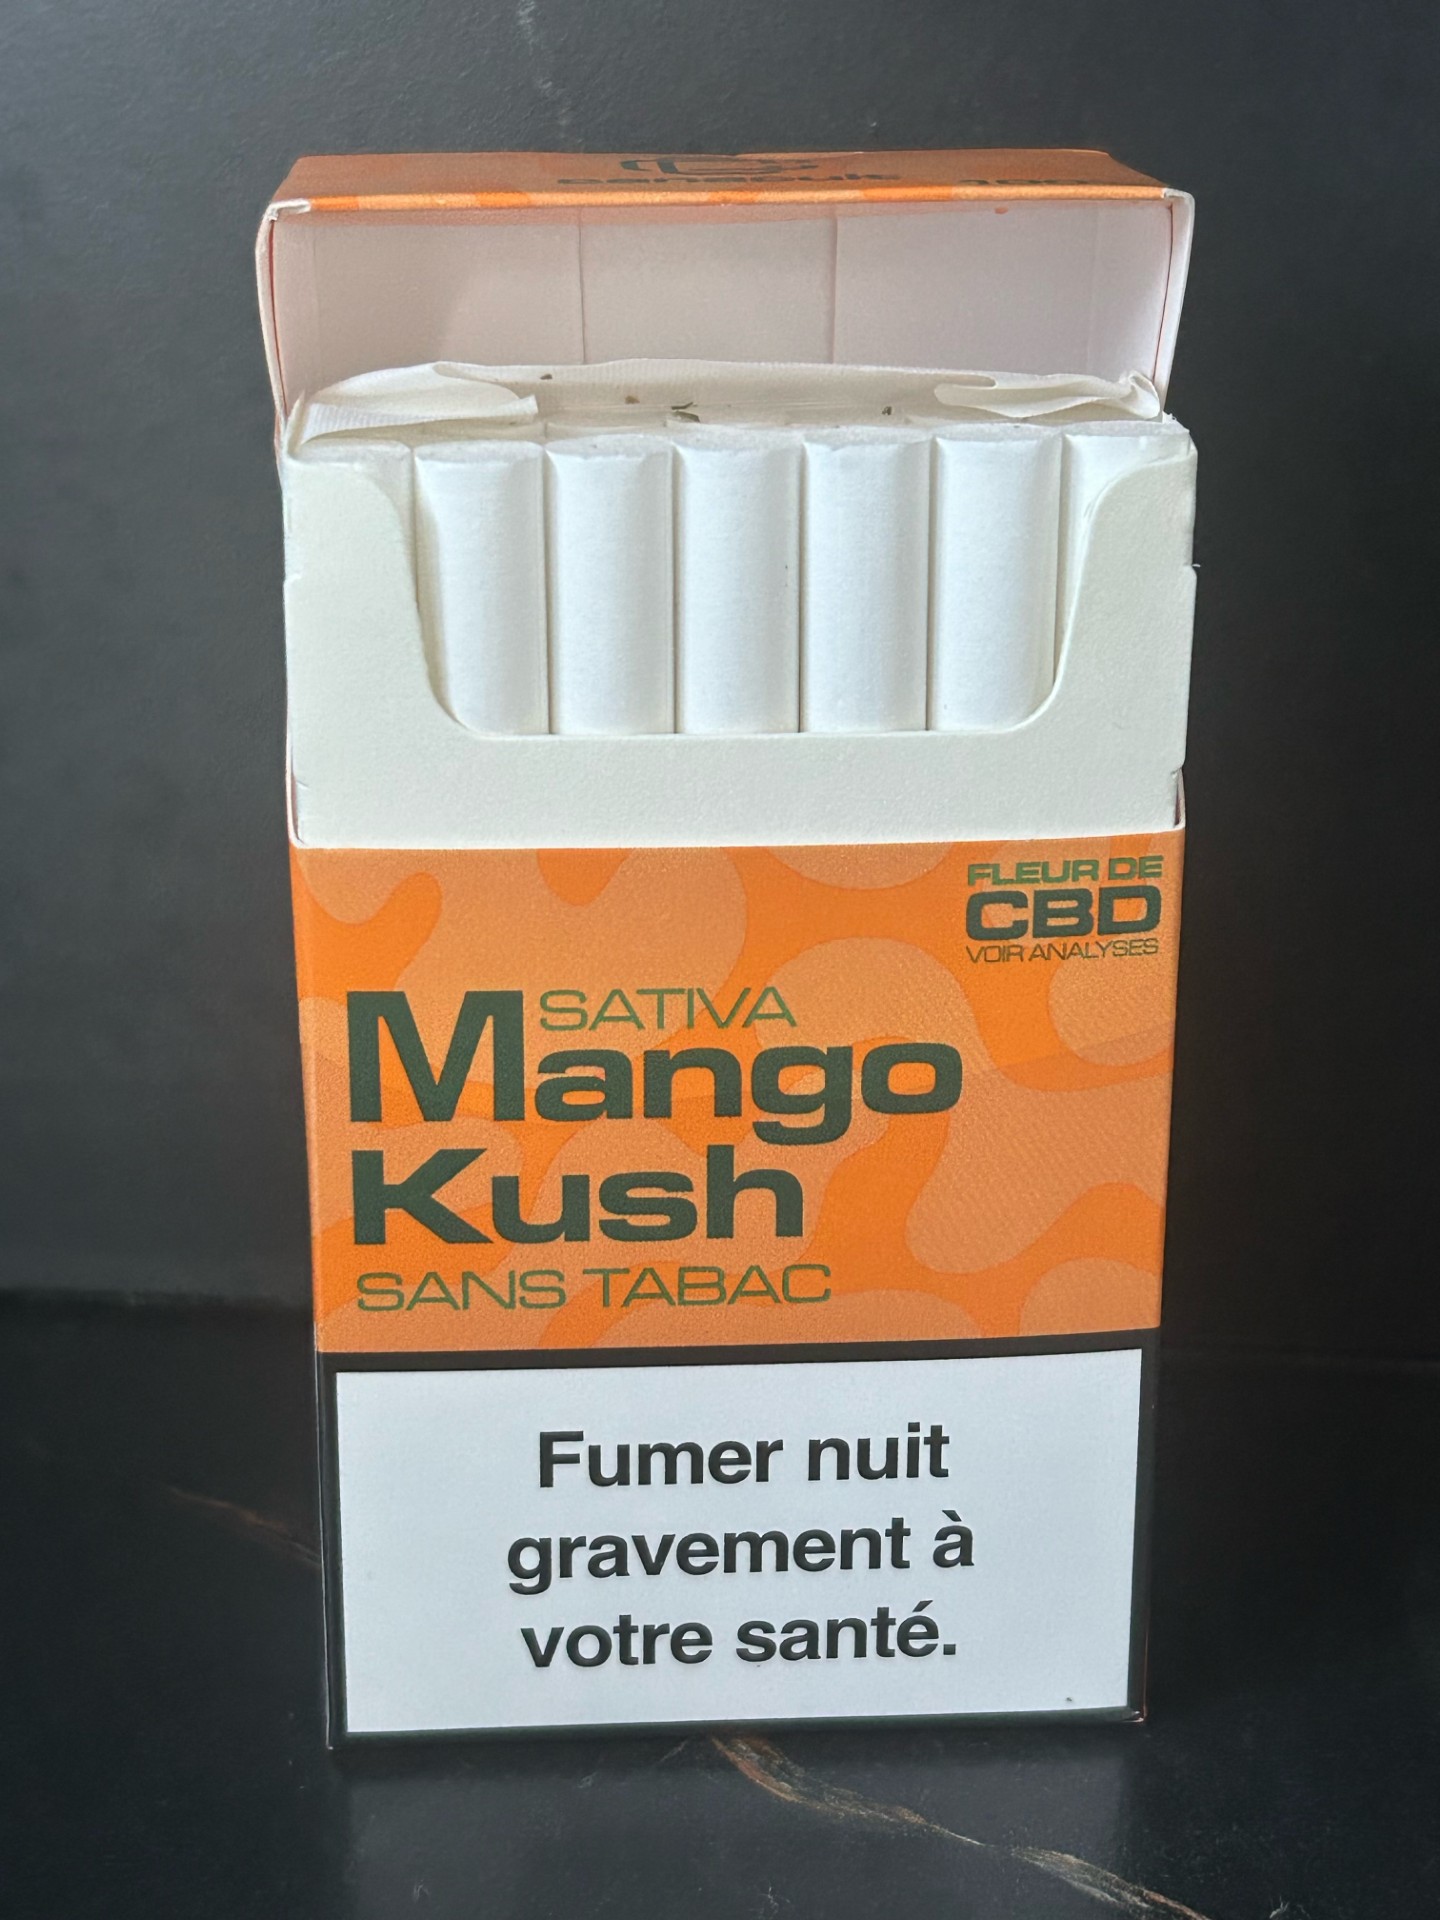 FLEUR DE
CBD
VOIR ANALYSES
SATIVA
Mango
Kush
SANS TABAC
Fumer nuit
gravement à
votre santé.